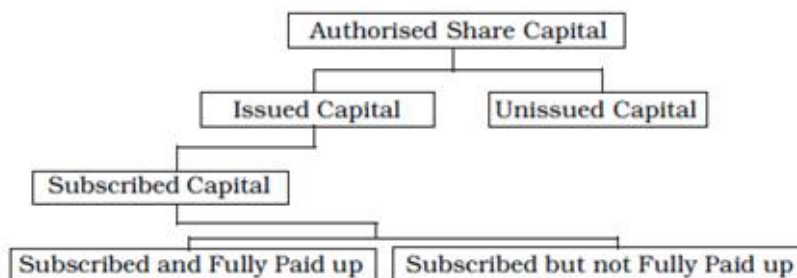 Authorised Share Capital
Issued Capital
Unissued Capital
Subscribed Capital
Subscribed and Fully Paid up
Subscribed but not Fully Paid up